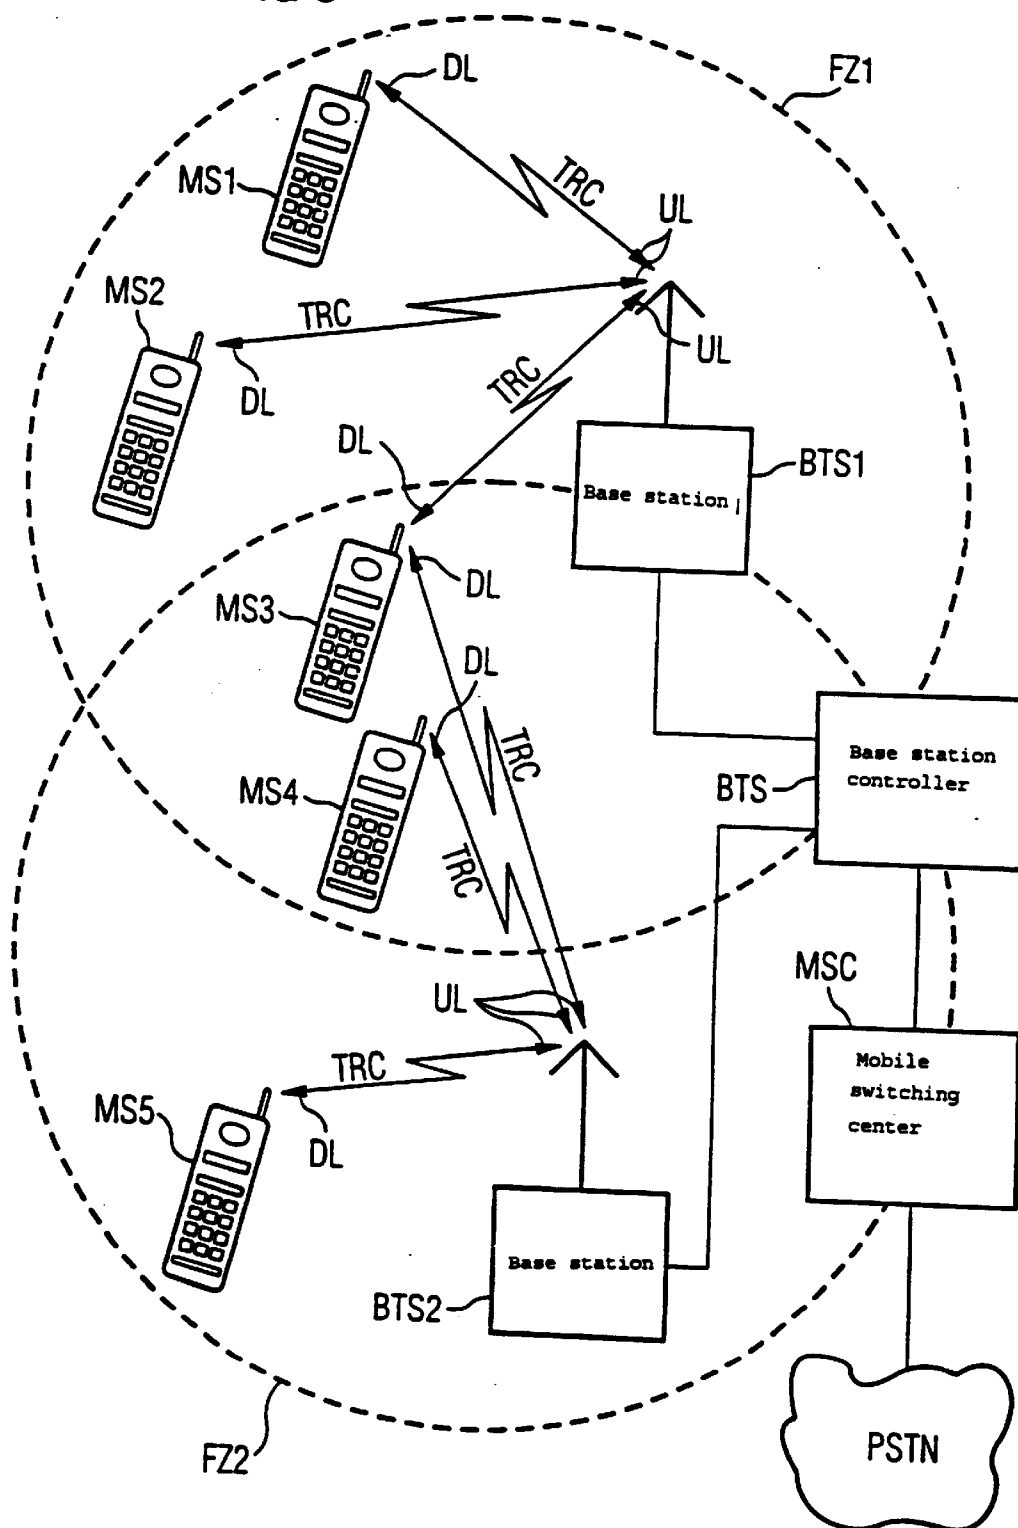 DL
FZ1
MS1
TRC
UL
MS2
TRC
DL
UL
TRC
DL
BTS1
Base station
DL
MS3
DL
TRC
Base station
controller
BTS
MS4
TRC
MSC
UL
Mobile
switching
center
TRC
MS5
DL
Base station
BTS2
PSTN
FZ2